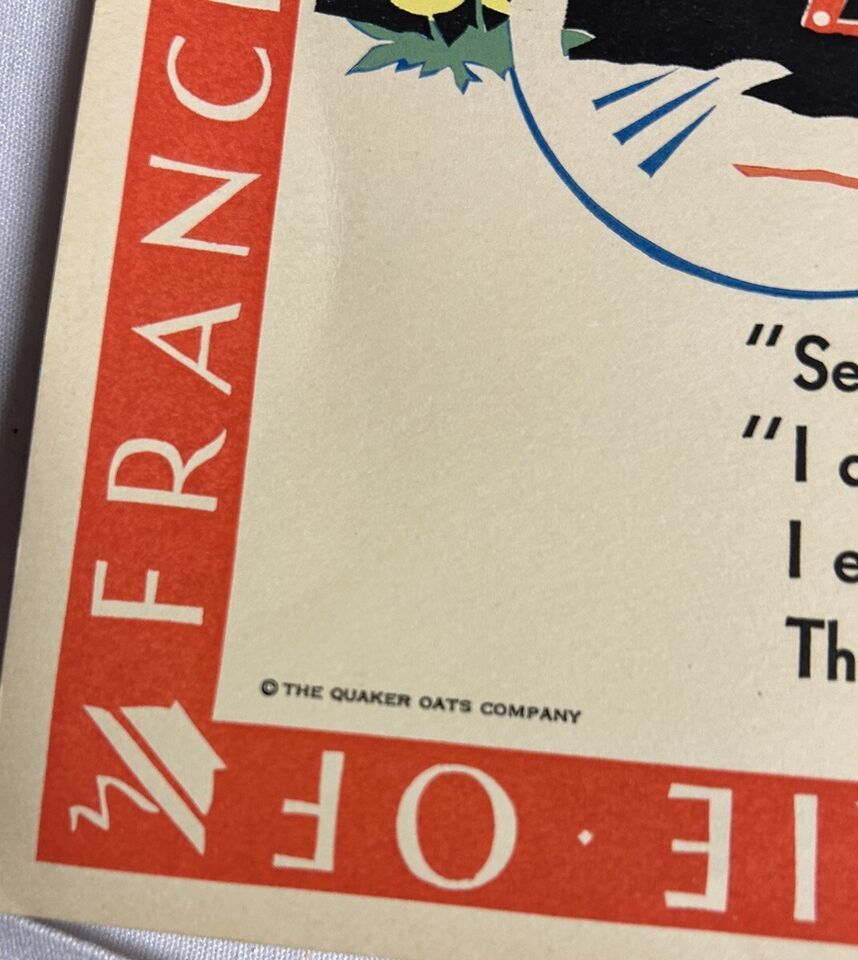 IE · OF
FRANC
"Se
"I
I e
Th
© THE QUAKER OATS COMPANY